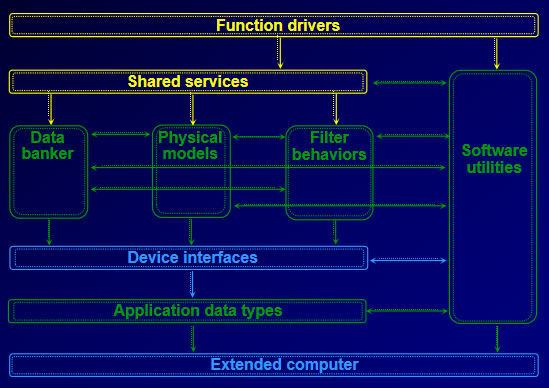 Function drivers
Shared services
Data
banker
Physical
models
Filter
behaviors
Software
utilities
Device interfaces
Application data types
Extended computer